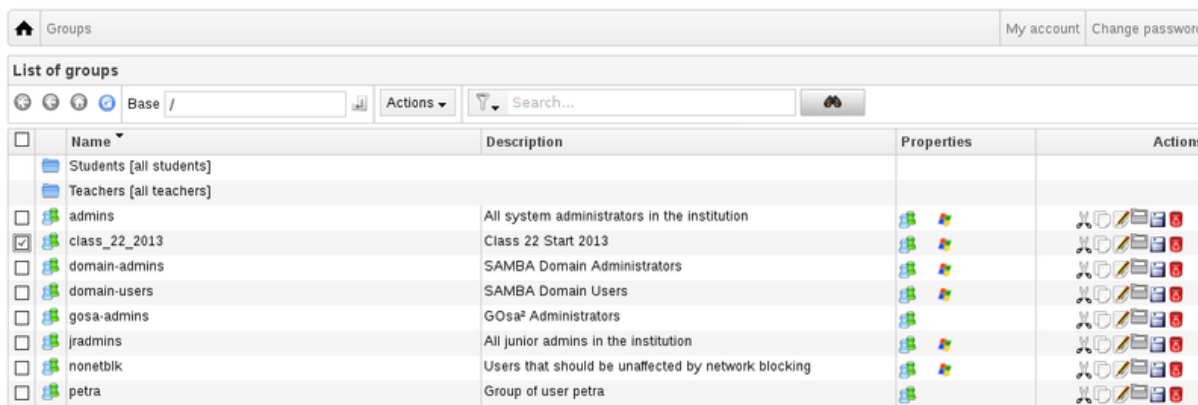 Groups My account Change password
List of groups
Base / Actions Search...
Name Description Properties Actions
Students [all students]
Teachers [all teachers]
admins All system administrators in the institution
class_22_2013 Class 22 Start 2013
domain-admins SAMBA Domain Administrators
domain-users SAMBA Domain Users
gosa-admins GOsa² Administrators
jradmins All junior admins in the institution
nonetblk Users that should be unaffected by network blocking
petra Group of user petra